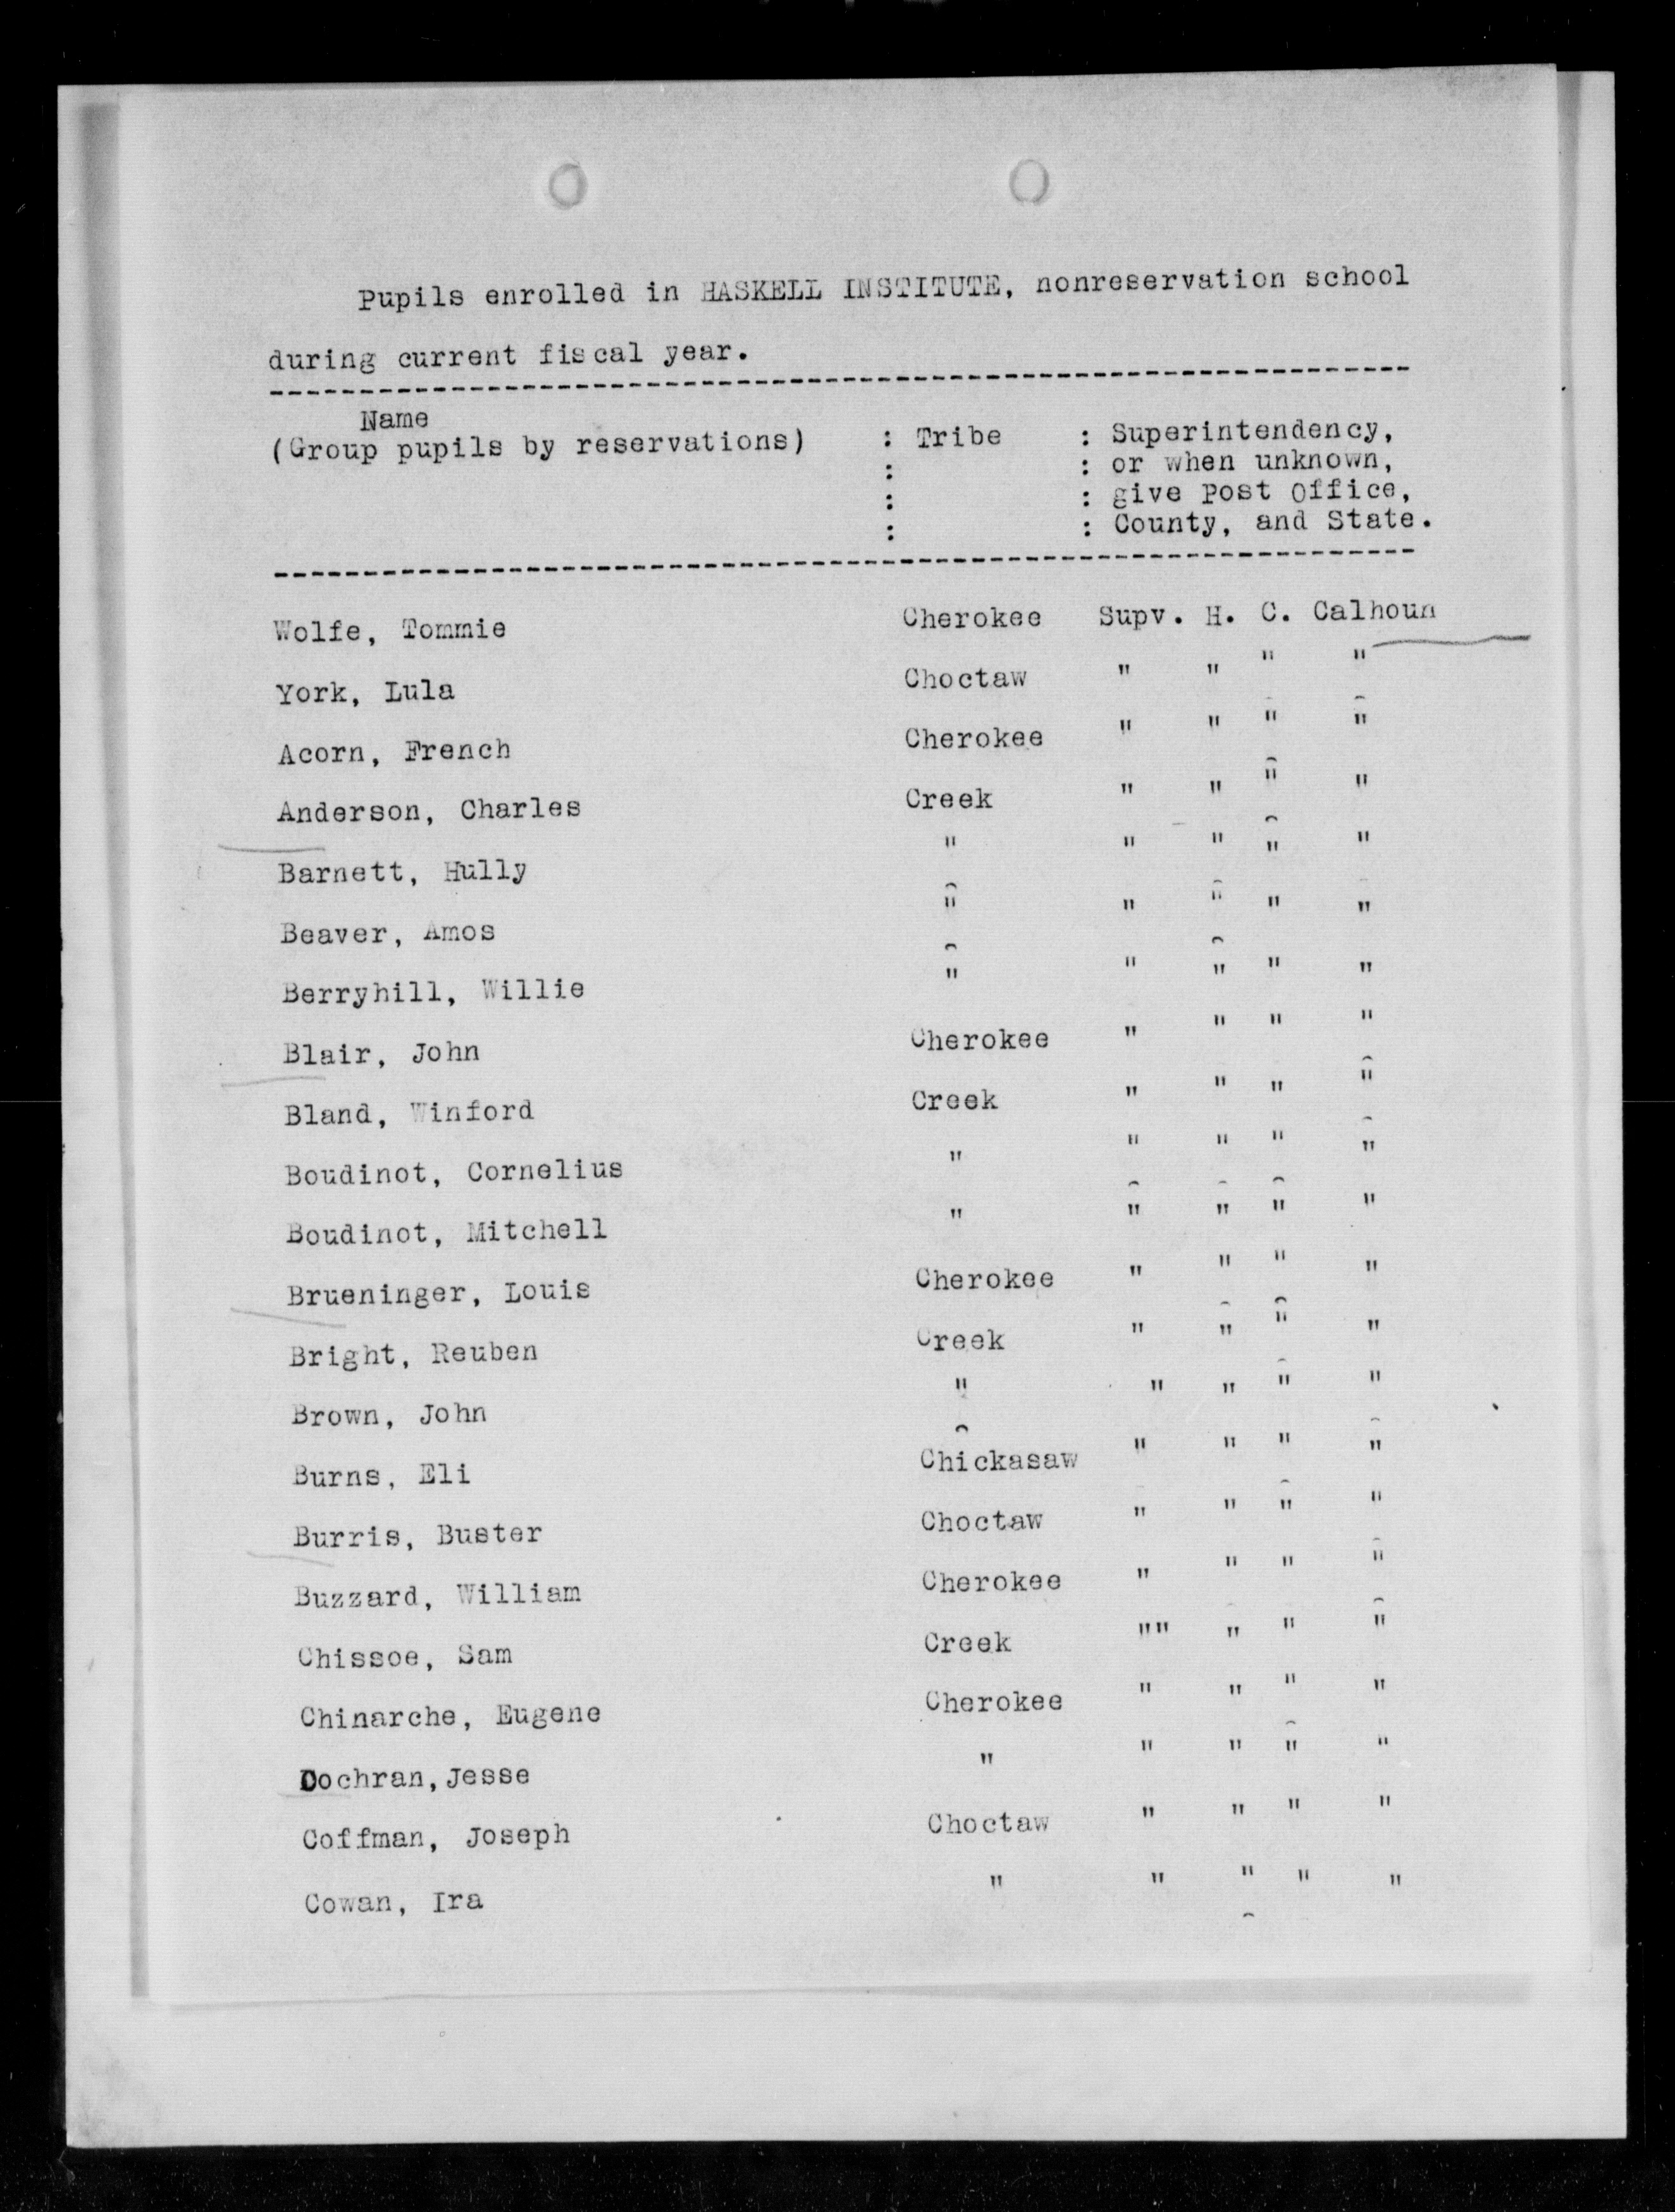 Pupils enrolled in HASKELL INSTITUTE, nonreservation school
during current fiscal year.
Name
(Group pupils by reservations) : Tribe : Superintendency,
: : or when unknown,
: : give Post Office,
: : County, and State.
Wolfe, Tommie Cherokee Supv. H. C. Calhoun
York, Lula Choctaw " " " "
Acorn, French Cherokee " " " "
Anderson, Charles Creek " " " "
Barnett, Hully " " " " "
Beaver, Amos " " " " "
Berryhill, Willie " " " " "
Blair, John Cherokee " " " "
Bland, Winford Creek " " " "
Boudinot, Cornelius " " " " "
Boudinot, Mitchell " " " " "
Brueninger, Louis Cherokee " " " "
Bright, Reuben Creek " " " "
Brown, John " " " " "
Burns, Eli Chickasaw " " " "
Burris, Buster Choctaw " " " "
Buzzard, William Cherokee " " " "
Chissoe, Sam Creek "" " " "
Chinarche, Eugene Cherokee " " " "
Cochran, Jesse " " " " "
Coffman, Joseph Choctaw " " " "
Cowan, Ira " " " " "